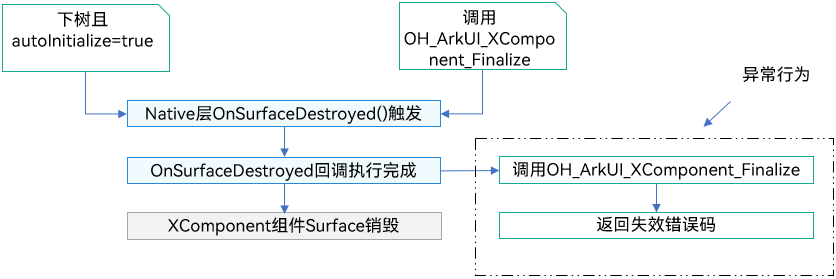 下树且
autoInitialize=true
调用
OH_ArkUI_XCompo
nent_Finalize
异常行为
Native层OnSurfaceDestroyed()触发
OnSurfaceDestroyed回调执行完成
调用OH_ArkUI_XComponent_Finalize
XComponent组件Surface销毁
返回失效错误码